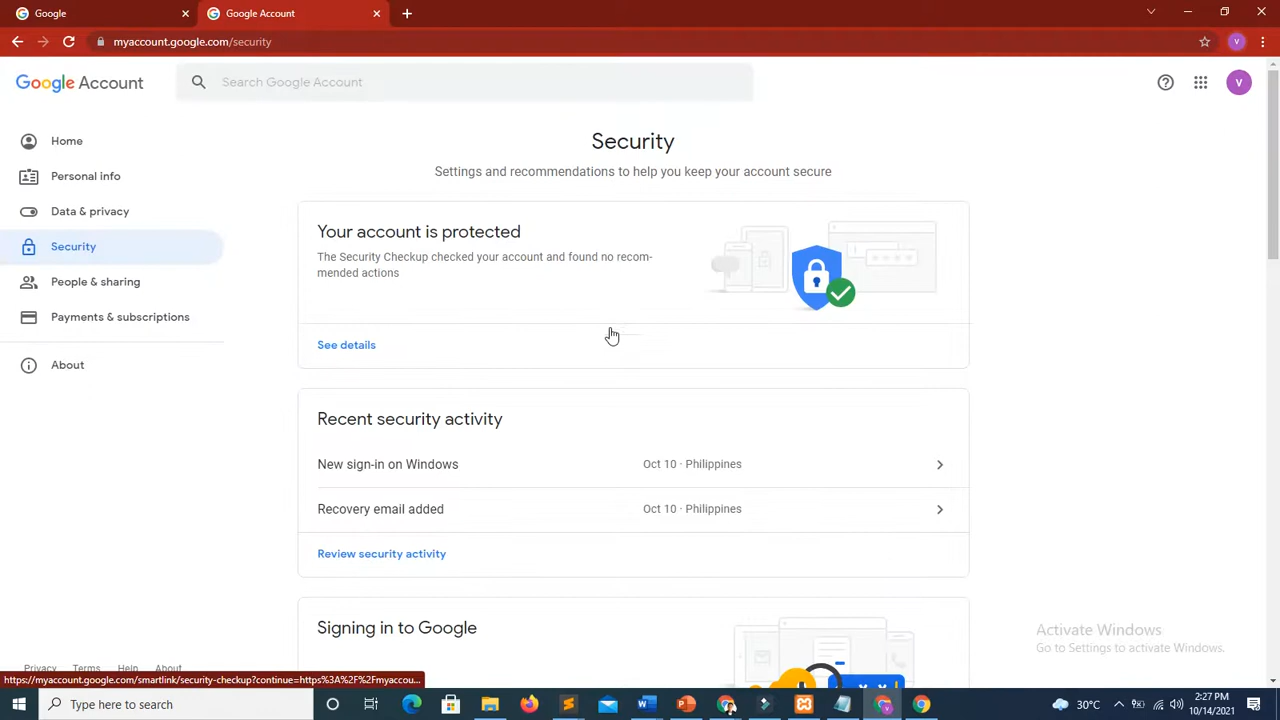 Google
Google Account
myaccount.google.com/security
V
Google Account
Search Google Account
V
Home
Personal info
Data & privacy
Security
People & sharing
Payments & subscriptions
About
Security
Settings and recommendations to help you keep your account secure
Your account is protected
The Security Checkup checked your account and found no recom-
mended actions
See details
Recent security activity
New sign-in on Windows
Oct 10 · Philippines
Recovery email added
Oct 10 · Philippines
Review security activity
Signing in to Google
Activate Windows
Go to Settings to activate Windows.
Privacy Terms Help About
https://myaccount.google.com/smartlink/security-checkup?continue=https%3A%2F%2Fmyaccou...
Type here to search
30°C
2:27 PM
10/14/2021